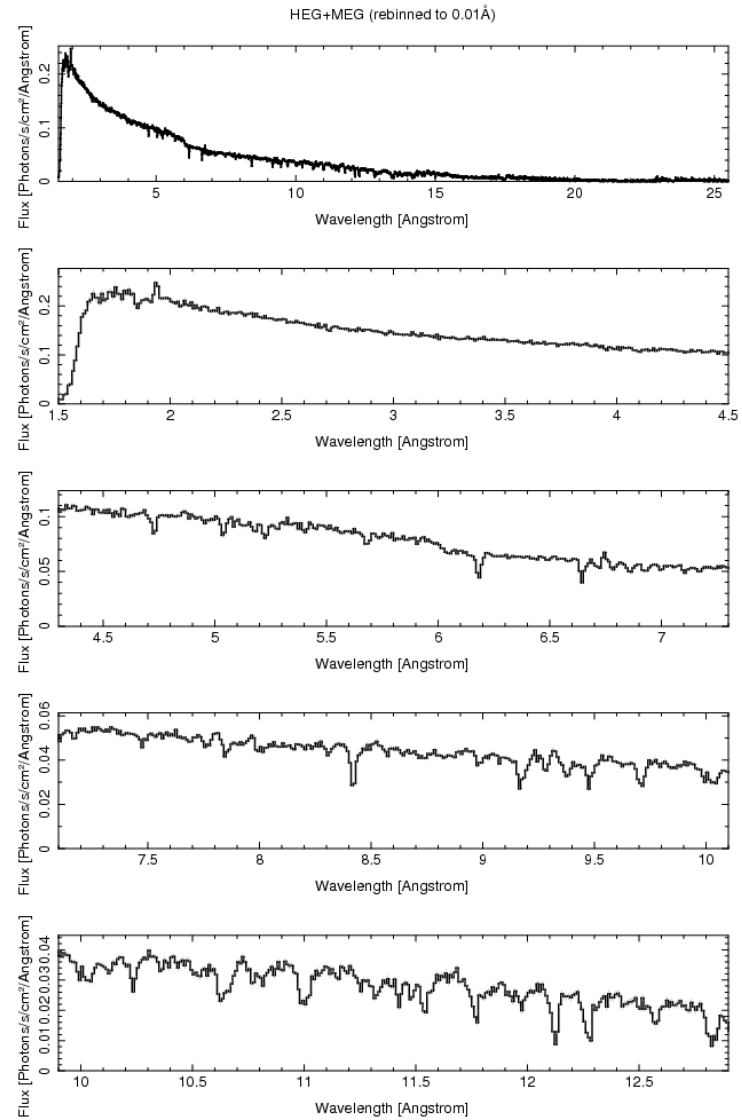 HEG+MEG (rebinned to 0.01Å)
Flux [Photons/s/cm²/Angstrom]
0 0.1 0.2
5 10 15 20 25
Wavelength [Angstrom]
Flux [Photons/s/cm²/Angstrom]
0 0.1 0.2
1.5 2 2.5 3 3.5 4 4.5
Wavelength [Angstrom]
Flux [Photons/s/cm²/Angstrom]
0 0.05 0.1
4.5 5 5.5 6 6.5 7
Wavelength [Angstrom]
Flux [Photons/s/cm²/Angstrom]
0 0.02 0.04 0.06
7.5 8 8.5 9 9.5 10
Wavelength [Angstrom]
Flux [Photons/s/cm²/Angstrom]
0 0.01 0.02 0.03 0.04
10 10.5 11 11.5 12 12.5
Wavelength [Angstrom]